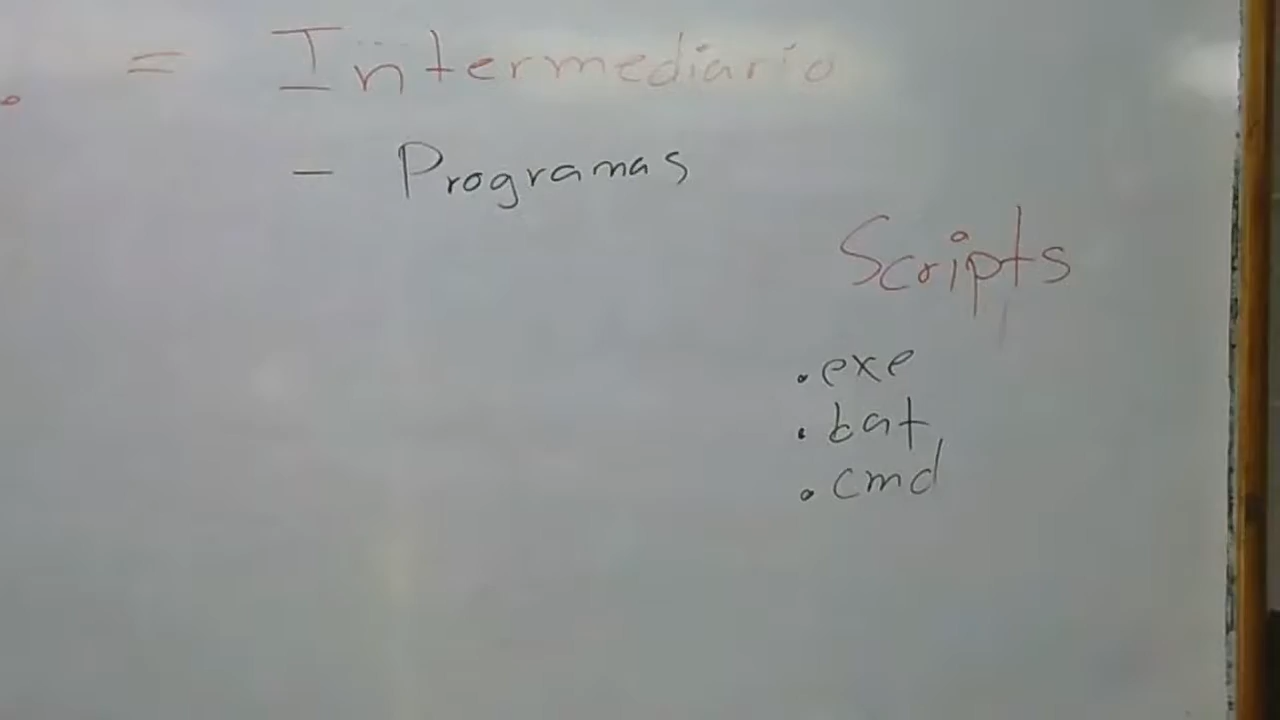 . = Intermediario
- Programas
Scripts
.exe
.bat
.cmd